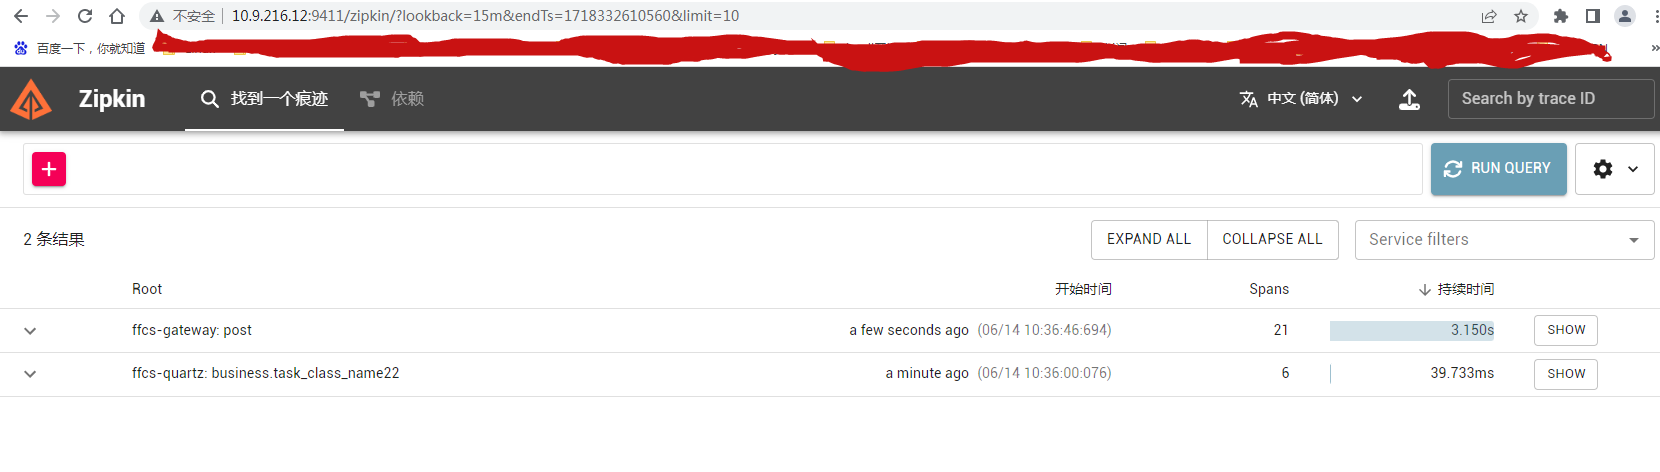 不安全 10.9.216.12:9411/zipkin/?lookback=15m&endTs=1718332610560&limit=10
百度一下，你就知道
Zipkin 找到一个痕迹 依赖 中文 (简体) Search by trace ID
RUN QUERY
2 条结果 EXPAND ALL COLLAPSE ALL Service filters
Root 开始时间 Spans 持续时间
ffcs-gateway: post a few seconds ago (06/14 10:36:46:694) 21 3.150s SHOW
ffcs-quartz: business.task_class_name22 a minute ago (06/14 10:36:00:076) 6 39.733ms SHOW